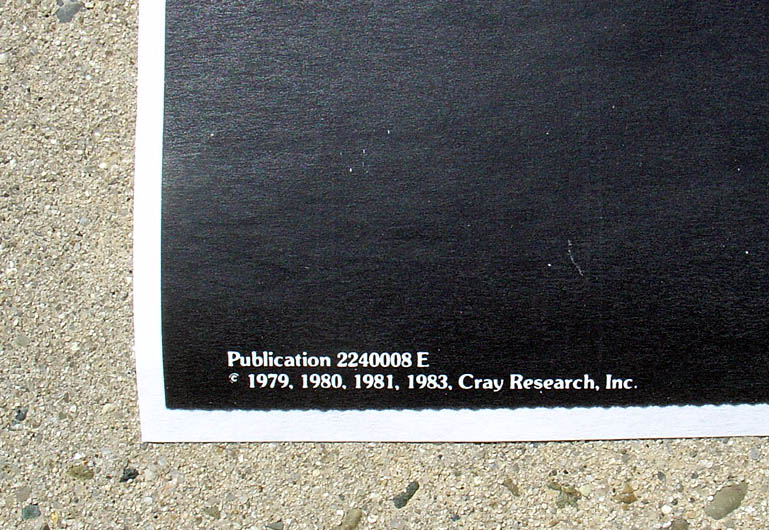 Publication 2240008 E
© 1979, 1980, 1981, 1983, Cray Research, Inc.